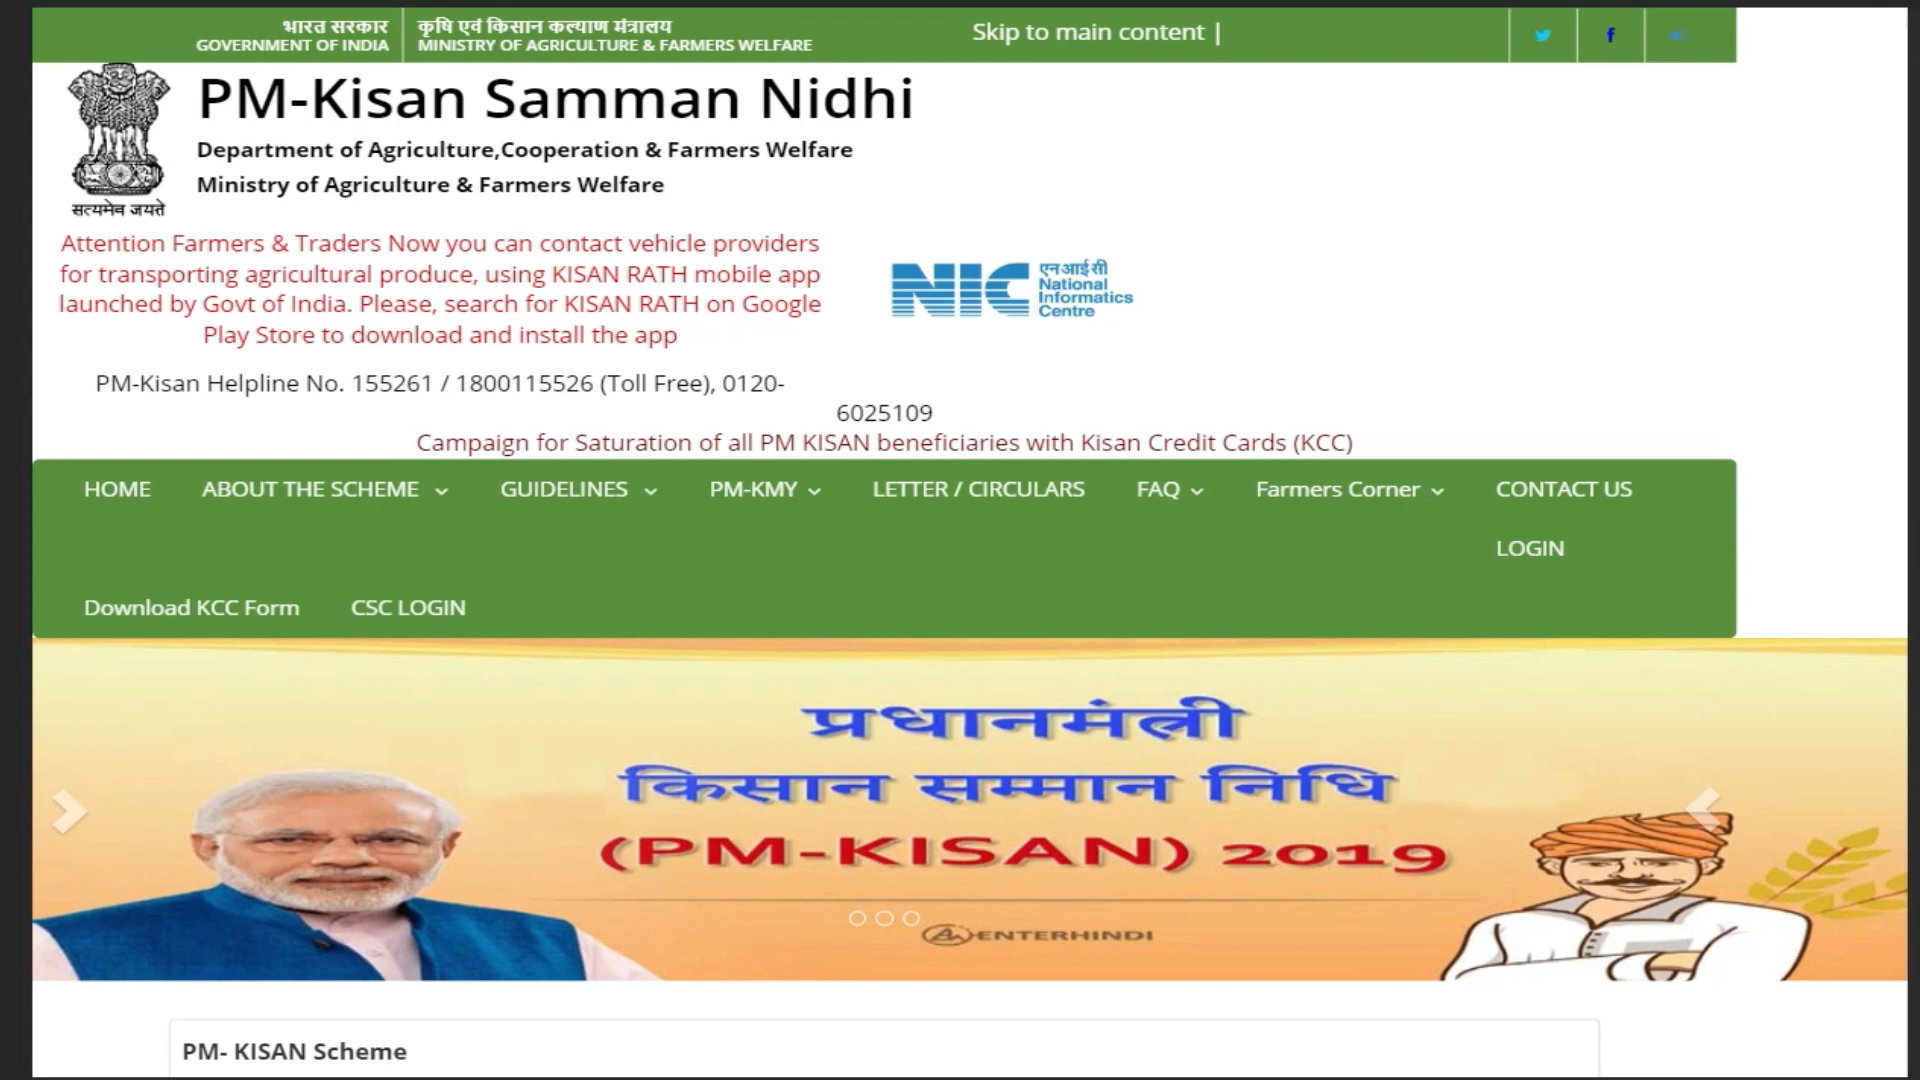 भारत सरकार
GOVERNMENT OF INDIA
कृषि एवं किसान कल्याण मंत्रालय
MINISTRY OF AGRICULTURE & FARMERS WELFARE
Skip to main content |
PM-Kisan Samman Nidhi
Department of Agriculture,Cooperation & Farmers Welfare
Ministry of Agriculture & Farmers Welfare
सत्यमेव जयते
Attention Farmers & Traders Now you can contact vehicle providers
for transporting agricultural produce, using KISAN RATH mobile app
launched by Govt of India. Please, search for KISAN RATH on Google
Play Store to download and install the app
NIC
एन आई सी
National
Informatics
Centre
PM-Kisan Helpline No. 155261 / 1800115526 (Toll Free), 0120-
6025109
Campaign for Saturation of all PM KISAN beneficiaries with Kisan Credit Cards (KCC)
HOME ABOUT THE SCHEME GUIDELINES PM-KMY LETTER / CIRCULARS FAQ Farmers Corner CONTACT US
LOGIN
Download KCC Form CSC LOGIN
प्रधानमंत्री
किसान सम्मान निधि
(PM-KISAN) 2019
ENTERHINDI
PM- KISAN Scheme